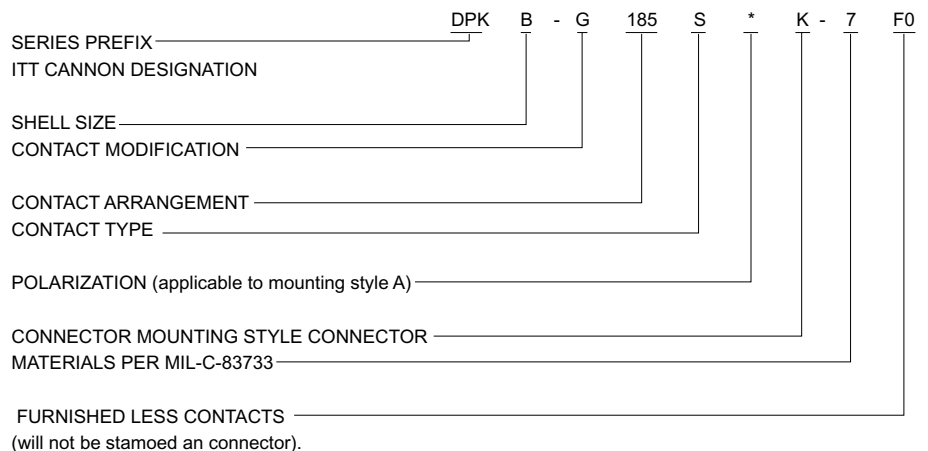 DPK B - G 185 S * K - 7 F0
SERIES PREFIX
ITT CANNON DESIGNATION
SHELL SIZE
CONTACT MODIFICATION
CONTACT ARRANGEMENT
CONTACT TYPE
POLARIZATION (applicable to mounting style A)
CONNECTOR MOUNTING STYLE CONNECTOR
MATERIALS PER MIL-C-83733
FURNISHED LESS CONTACTS
(will not be stamoed an connector).